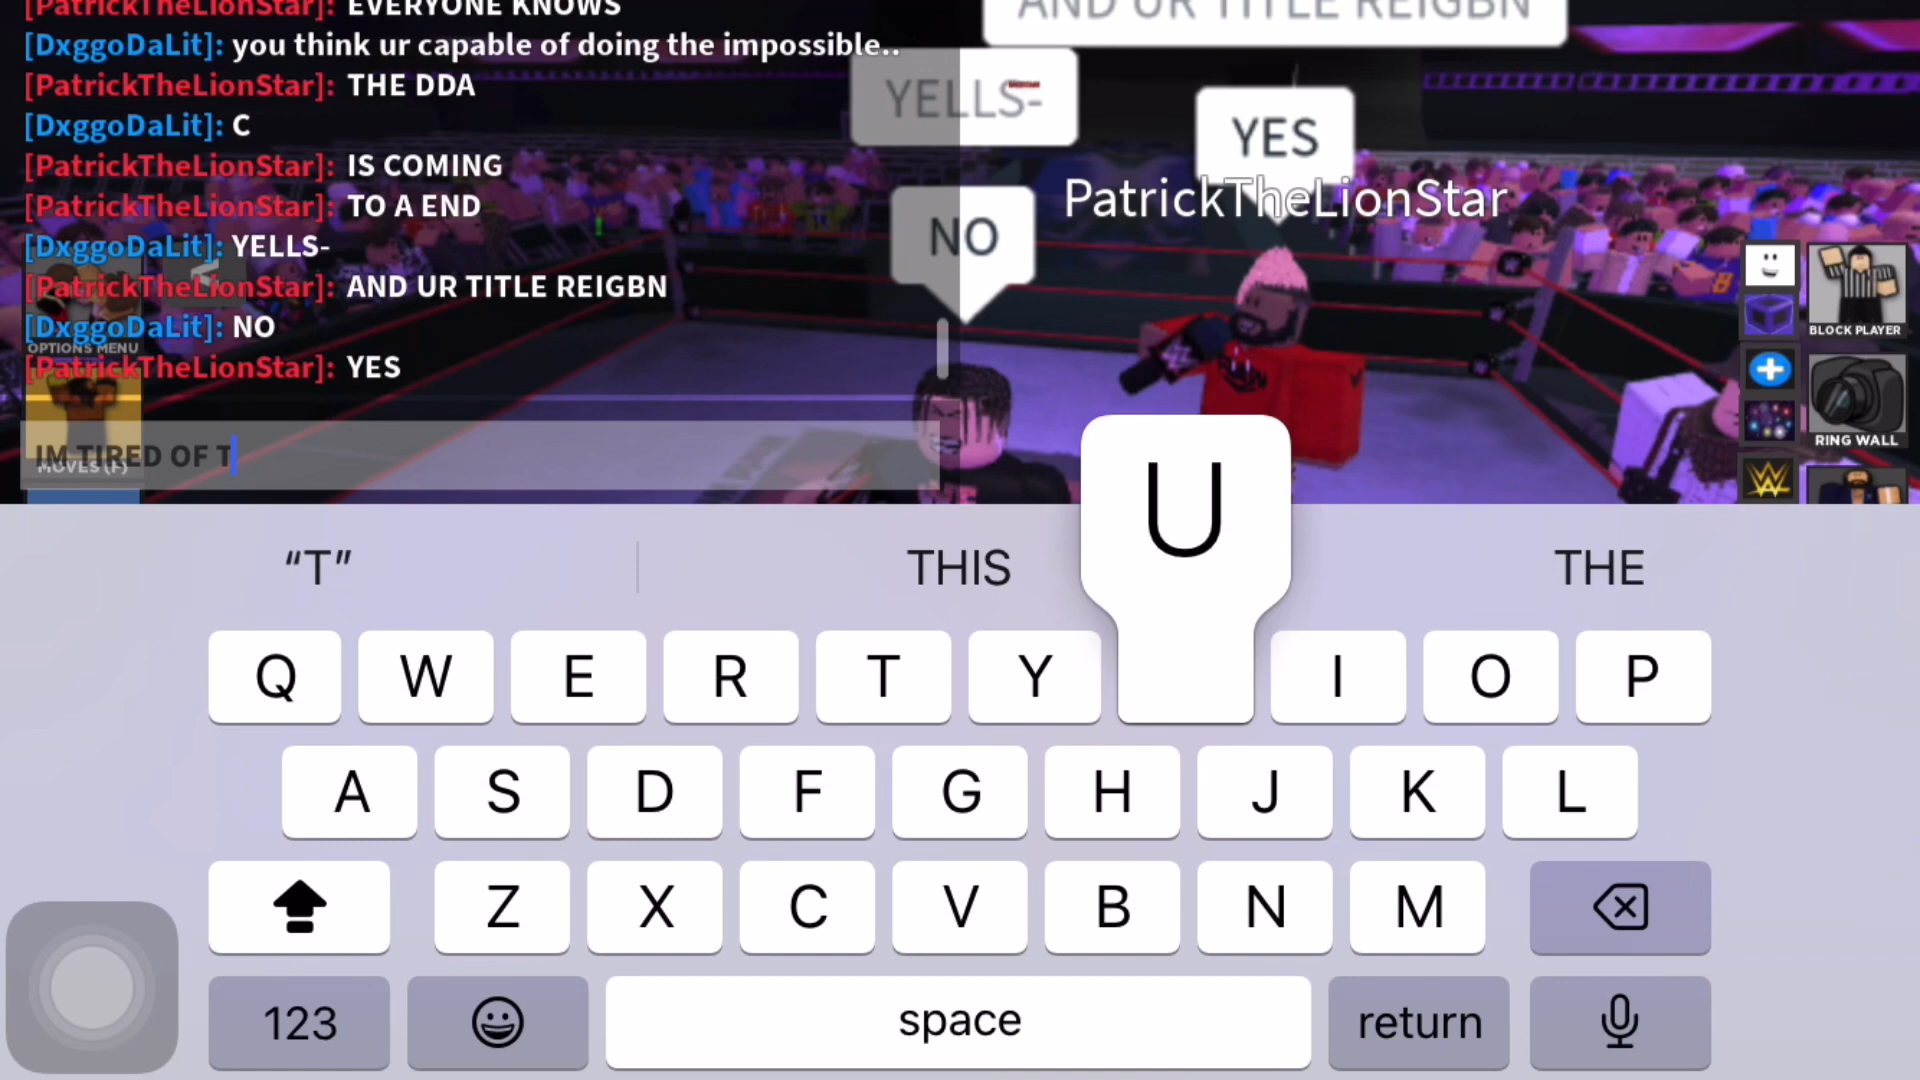 [PatrickTheLionStar]: EVERYONE KNOWS
[DxggoDaLit]: you think ur capable of doing the impossible..
[PatrickTheLionStar]: THE DDA
[DxggoDaLit]: C
[PatrickTheLionStar]: IS COMING
[PatrickTheLionStar]: TO A END
[DxggoDaLit]: YELLS-
[PatrickTheLionStar]: AND UR TITLE REIGBN
[DxggoDaLit]: NO
OPTIONS MENU
[PatrickTheLionStar]: YES
IM TIRED OF T
MOVES (F)
AND UR TITLE REIGBN
YELLS-
YES
NO
PatrickTheLionStar
BLOCK PLAYER
RING WALL
“T”
THIS
THE
U
Q W E R T Y I O P
A S D F G H J K L
Z X C V B N M
123
space
return